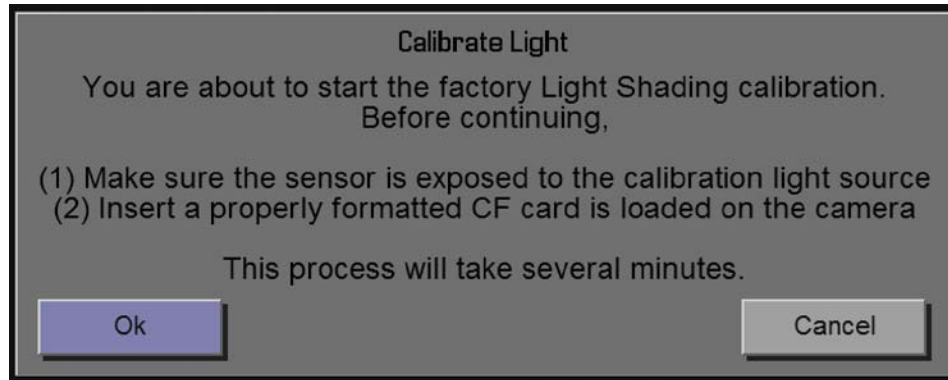 Calibrate Light
You are about to start the factory Light Shading calibration.
Before continuing,
(1) Make sure the sensor is exposed to the calibration light source
(2) Insert a properly formatted CF card is loaded on the camera
This process will take several minutes.
Ok
Cancel